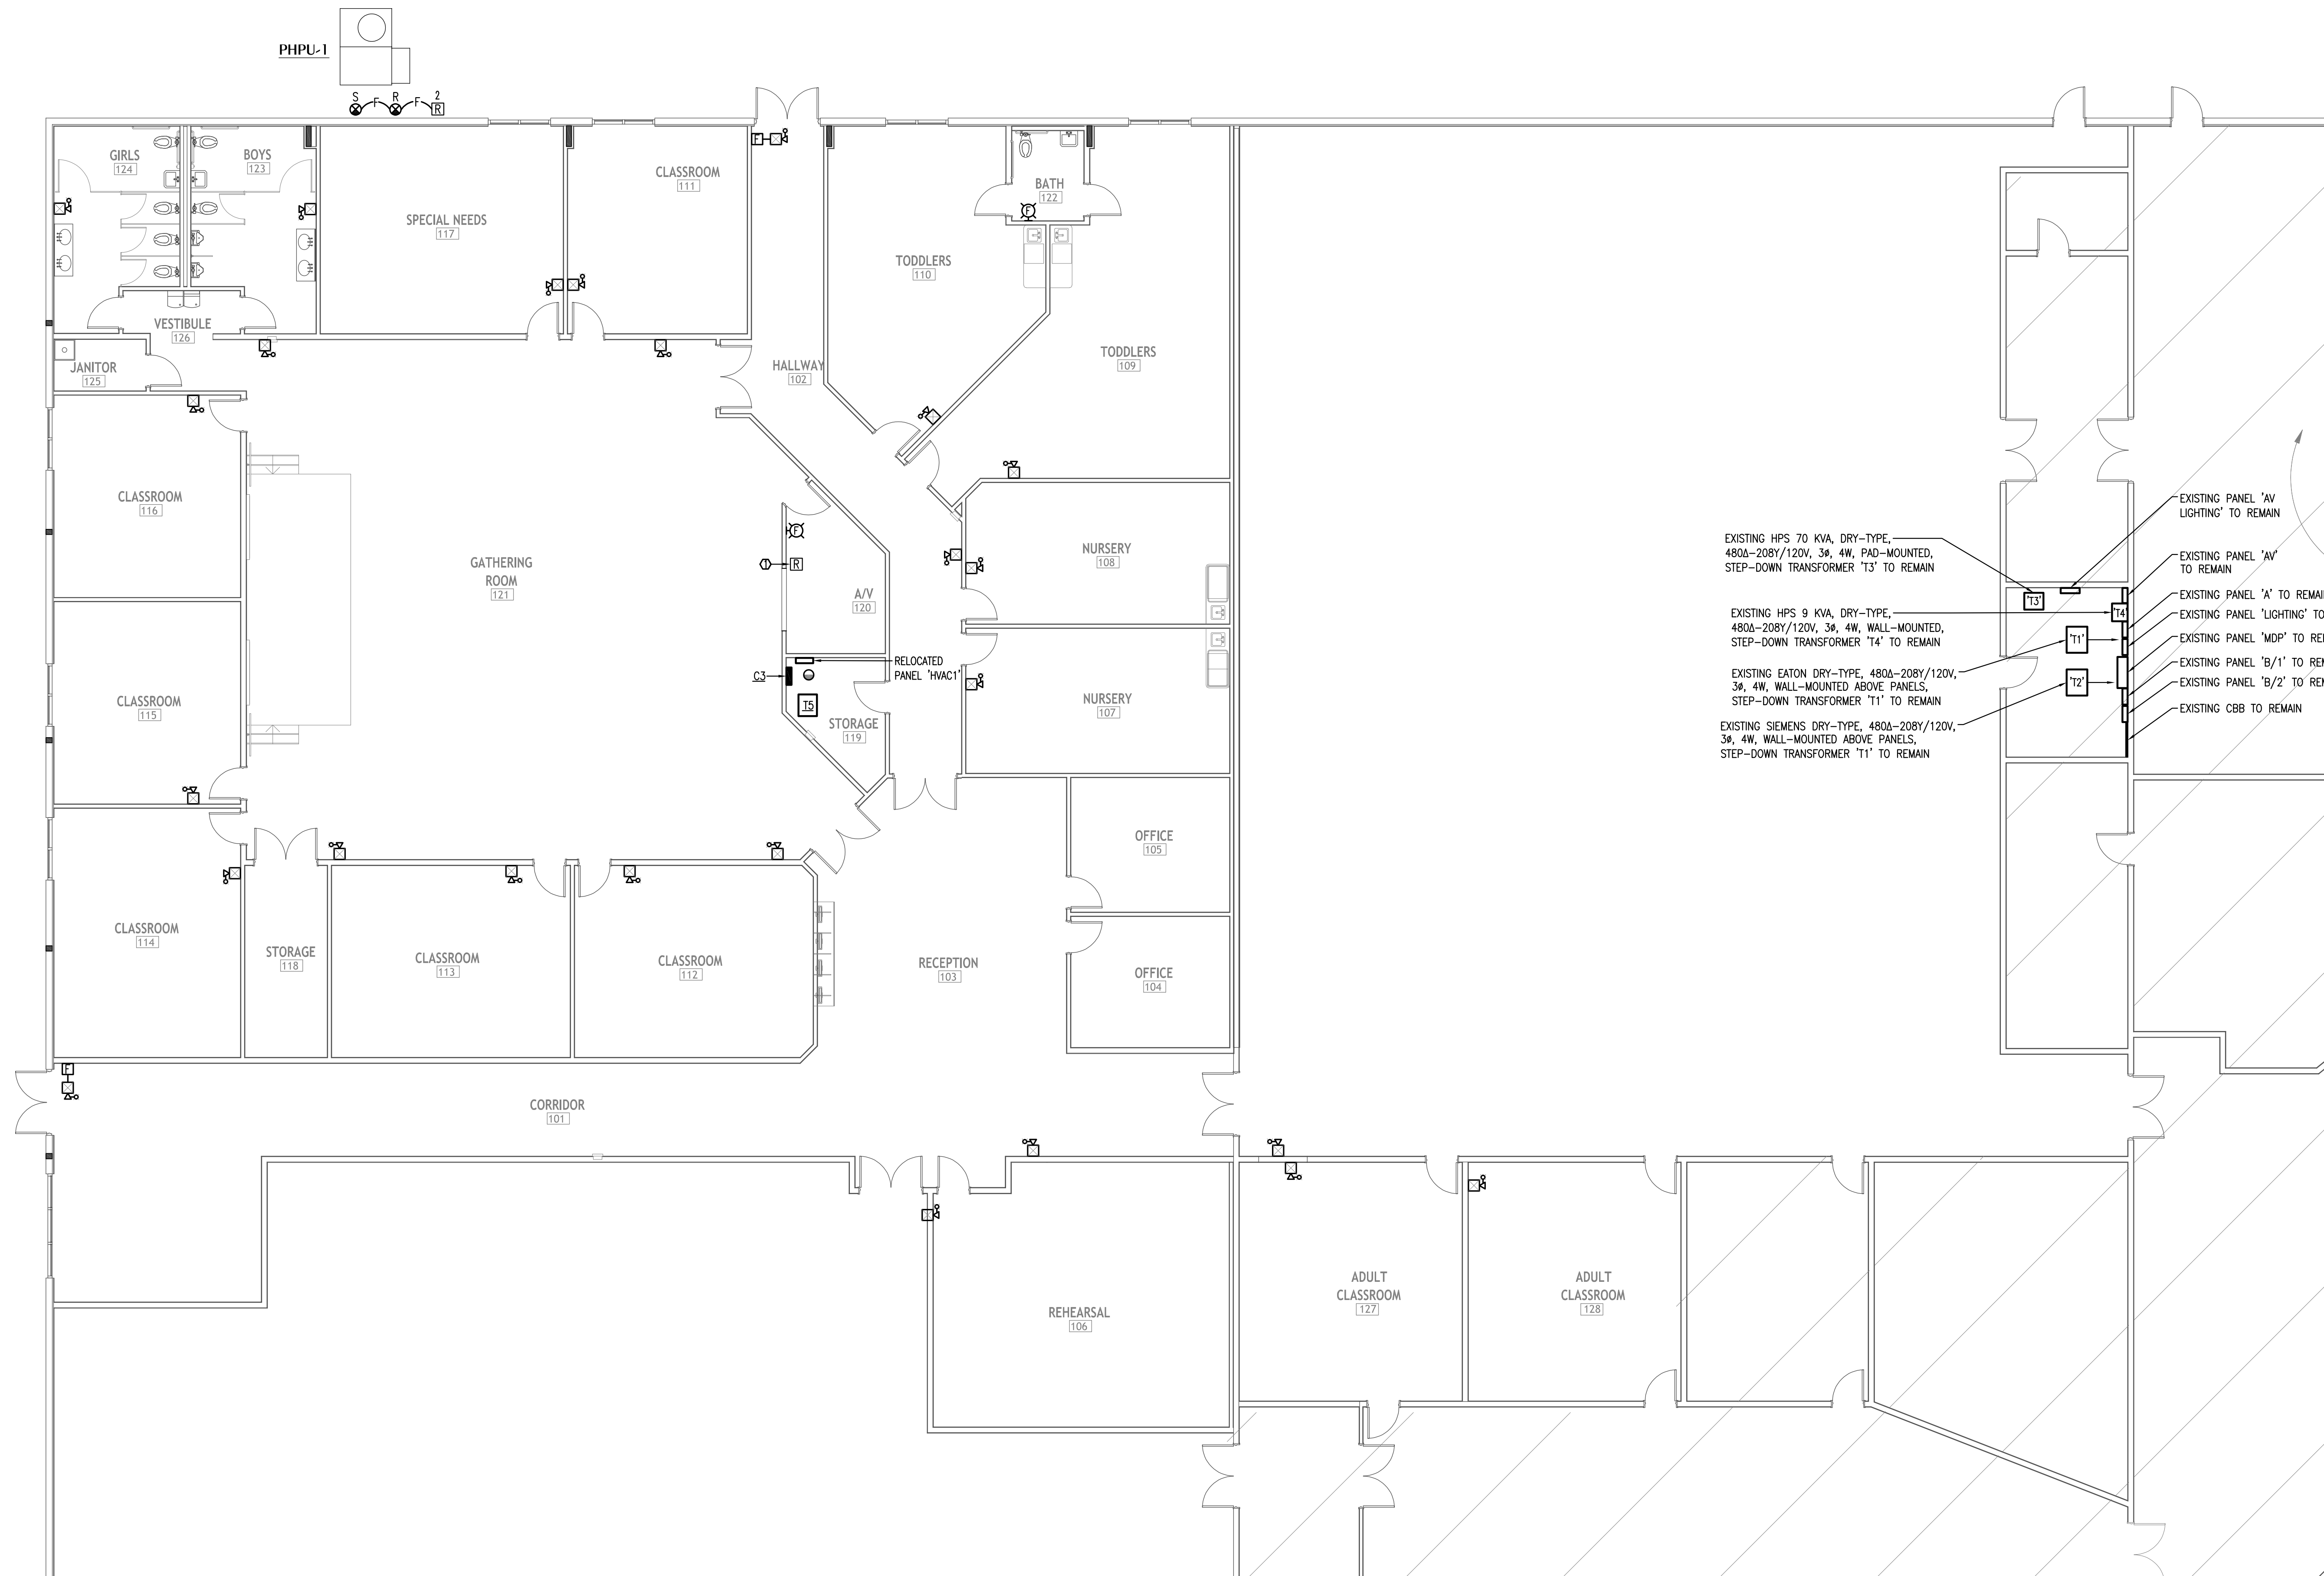 PHPU-1
S
F
R
F
2
R
GIRLS
124
BOYS
123
SPECIAL NEEDS
117
CLASSROOM
111
F
BATH
122
F
TODDLERS
110
VESTIBULE
126
JANITOR
125
HALLWAY
102
TODDLERS
109
CLASSROOM
116
GATHERING
ROOM
121
F
1
R
A/V
120
NURSERY
108
RELOCATED
PANEL 'HVAC1'
C3
T5
STORAGE
119
CLASSROOM
115
NURSERY
107
OFFICE
105
CLASSROOM
114
STORAGE
118
CLASSROOM
113
CLASSROOM
112
RECEPTION
103
OFFICE
104
F
CORRIDOR
101
REHEARSAL
106
ADULT
CLASSROOM
127
ADULT
CLASSROOM
128
EXISTING HPS 70 KVA, DRY-TYPE,
480Δ-208Y/120V, 3ø, 4W, PAD-MOUNTED,
STEP-DOWN TRANSFORMER 'T3' TO REMAIN
EXISTING HPS 9 KVA, DRY-TYPE,
480Δ-208Y/120V, 3ø, 4W, WALL-MOUNTED,
STEP-DOWN TRANSFORMER 'T4' TO REMAIN
EXISTING EATON DRY-TYPE, 480Δ-208Y/120V,
3ø, 4W, WALL-MOUNTED ABOVE PANELS,
STEP-DOWN TRANSFORMER 'T1' TO REMAIN
EXISTING SIEMENS DRY-TYPE, 480Δ-208Y/120V,
3ø, 4W, WALL-MOUNTED ABOVE PANELS,
STEP-DOWN TRANSFORMER 'T1' TO REMAIN
'T3'
'T4'
'T1'
'T2'
EXISTING PANEL 'AV
LIGHTING' TO REMAIN
EXISTING PANEL 'AV'
TO REMAIN
EXISTING PANEL 'A' TO
EXISTING PANEL 'LIGHTING' TO
EXISTING PANEL 'MDP' TO
EXISTING PANEL 'B/1' TO
EXISTING PANEL 'B/2' TO
EXISTING CBB TO REMAIN